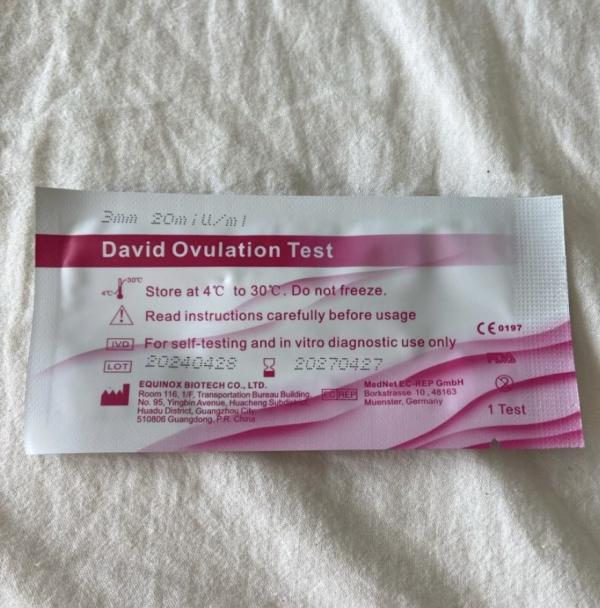 3mm 20miU/ml
David Ovulation Test
30℃
4℃
Store at 4℃ to 30℃. Do not freeze.
Read instructions carefully before usage
IVD For self-testing and in vitro diagnostic use only
CE 0197
LOT 20240428 20270427
FDA
EQUINOX BIOTECH CO., LTD.
Room 116, 1/F, Transportation Bureau Building,
No. 95, Yingbin Avenue, Huacheng Subdistrict,
Huadu District, Guangzhou City,
510806 Guangdong, P.R. China
EC REP
MedNet EC-REP GmbH
Borkstrasse 10, 48163
Muenster, Germany
2
1 Test